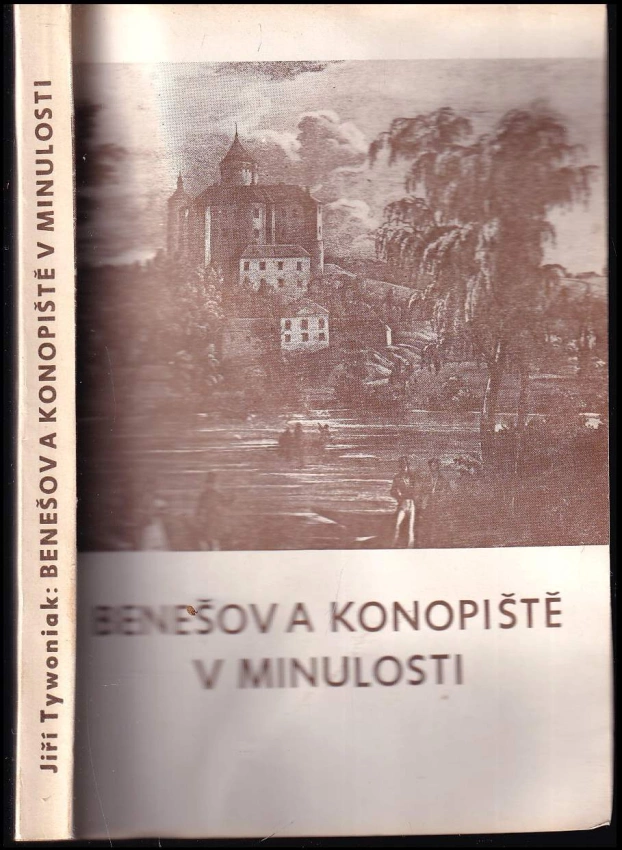 Jiří Tywoniak: BENEŠOV A KONOPIŠTĚ V MINULOSTI
BENEŠOV A KONOPIŠTĚ
V MINULOSTI